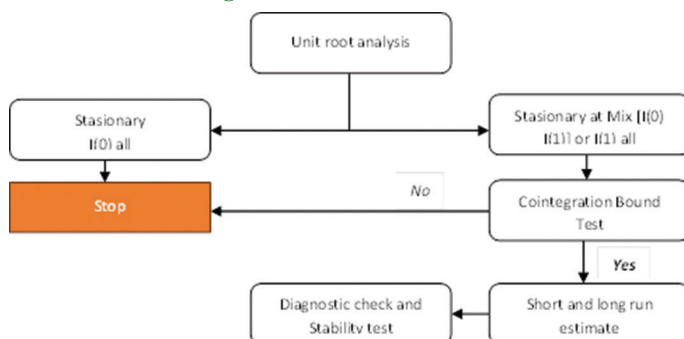 Unit root analysis
Stasionary
I(0) all
Stasionary at Mix [I(0)
I(1)] or I(1) all
Stop
No
Cointegration Bound
Test
Yes
Diagnostic check and
Stability test
Short and long run
estimate